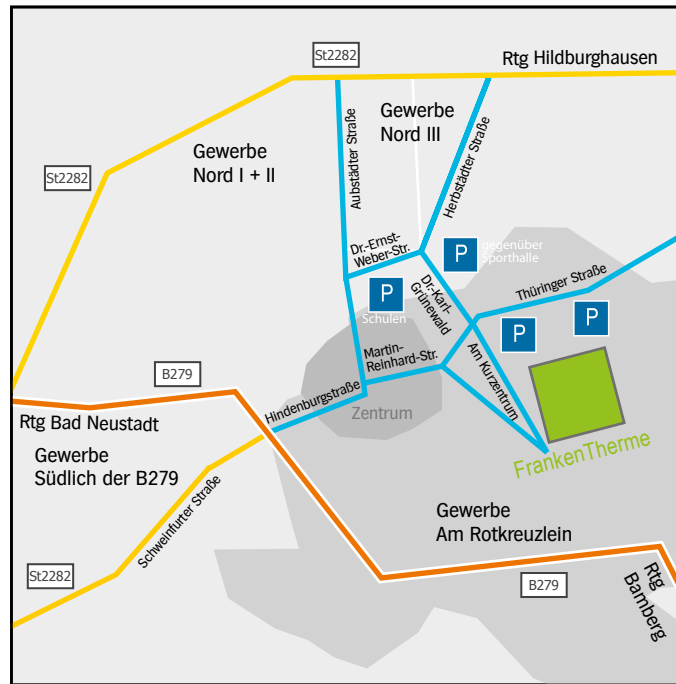 St2282
Rtg Hildburghausen
Gewerbe
Nord III
Gewerbe
Nord I + II
St2282
Aubstädter Straße
Herbstädter Straße
Dr.-Ernst-
Weber-Str.
P
gegenüber
Sporthalle
P
Schulen
Dr.-Karl-
Grünewald
Thüringer Straße
P
P
Martin-
Reinhard-Str.
Am Kurzentrum
B279
Hindenburgstraße
Zentrum
Rtg Bad Neustadt
Gewerbe
Südlich der B279
FrankenTherme
Schweinfurter Straße
Gewerbe
Am Rotkreuzlein
St2282
B279
Rtg
Bamberg